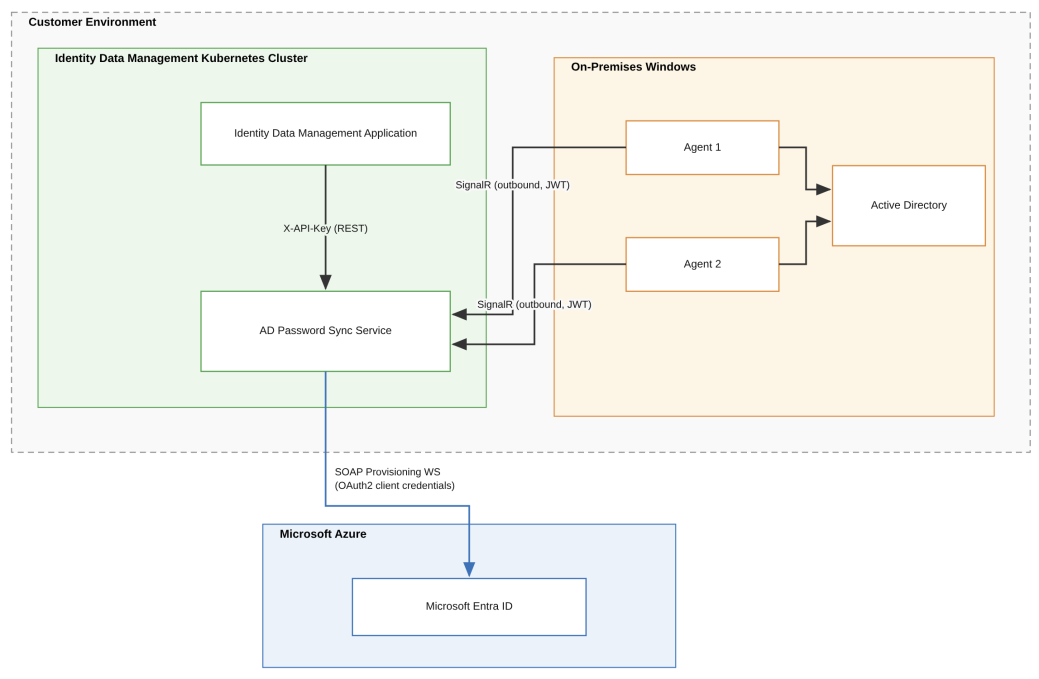 Customer Environment
Identity Data Management Kubernetes Cluster
On-Premises Windows
Identity Data Management Application
Agent 1
SignalR (outbound, JWT)
Active Directory
X-API-Key (REST)
Agent 2
SignalR (outbound, JWT)
AD Password Sync Service
SOAP Provisioning WS
(OAuth2 client credentials)
Microsoft Azure
Microsoft Entra ID